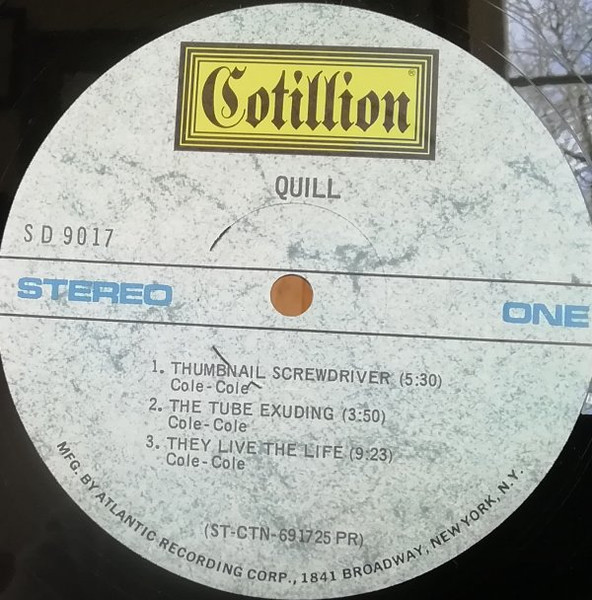 Cotillion®
QUILL
SD 9017
STEREO
ONE
1. THUMBNAIL SCREWDRIVER (5:30)
Cole-Cole
2. THE TUBE EXUDING (3:50)
Cole-Cole
3. THEY LIVE THE LIFE (9:23)
Cole-Cole
(ST-CTN-691725 PR)
MFG. BY ATLANTIC RECORDING CORP., 1841 BROADWAY, NEW YORK, N.Y.